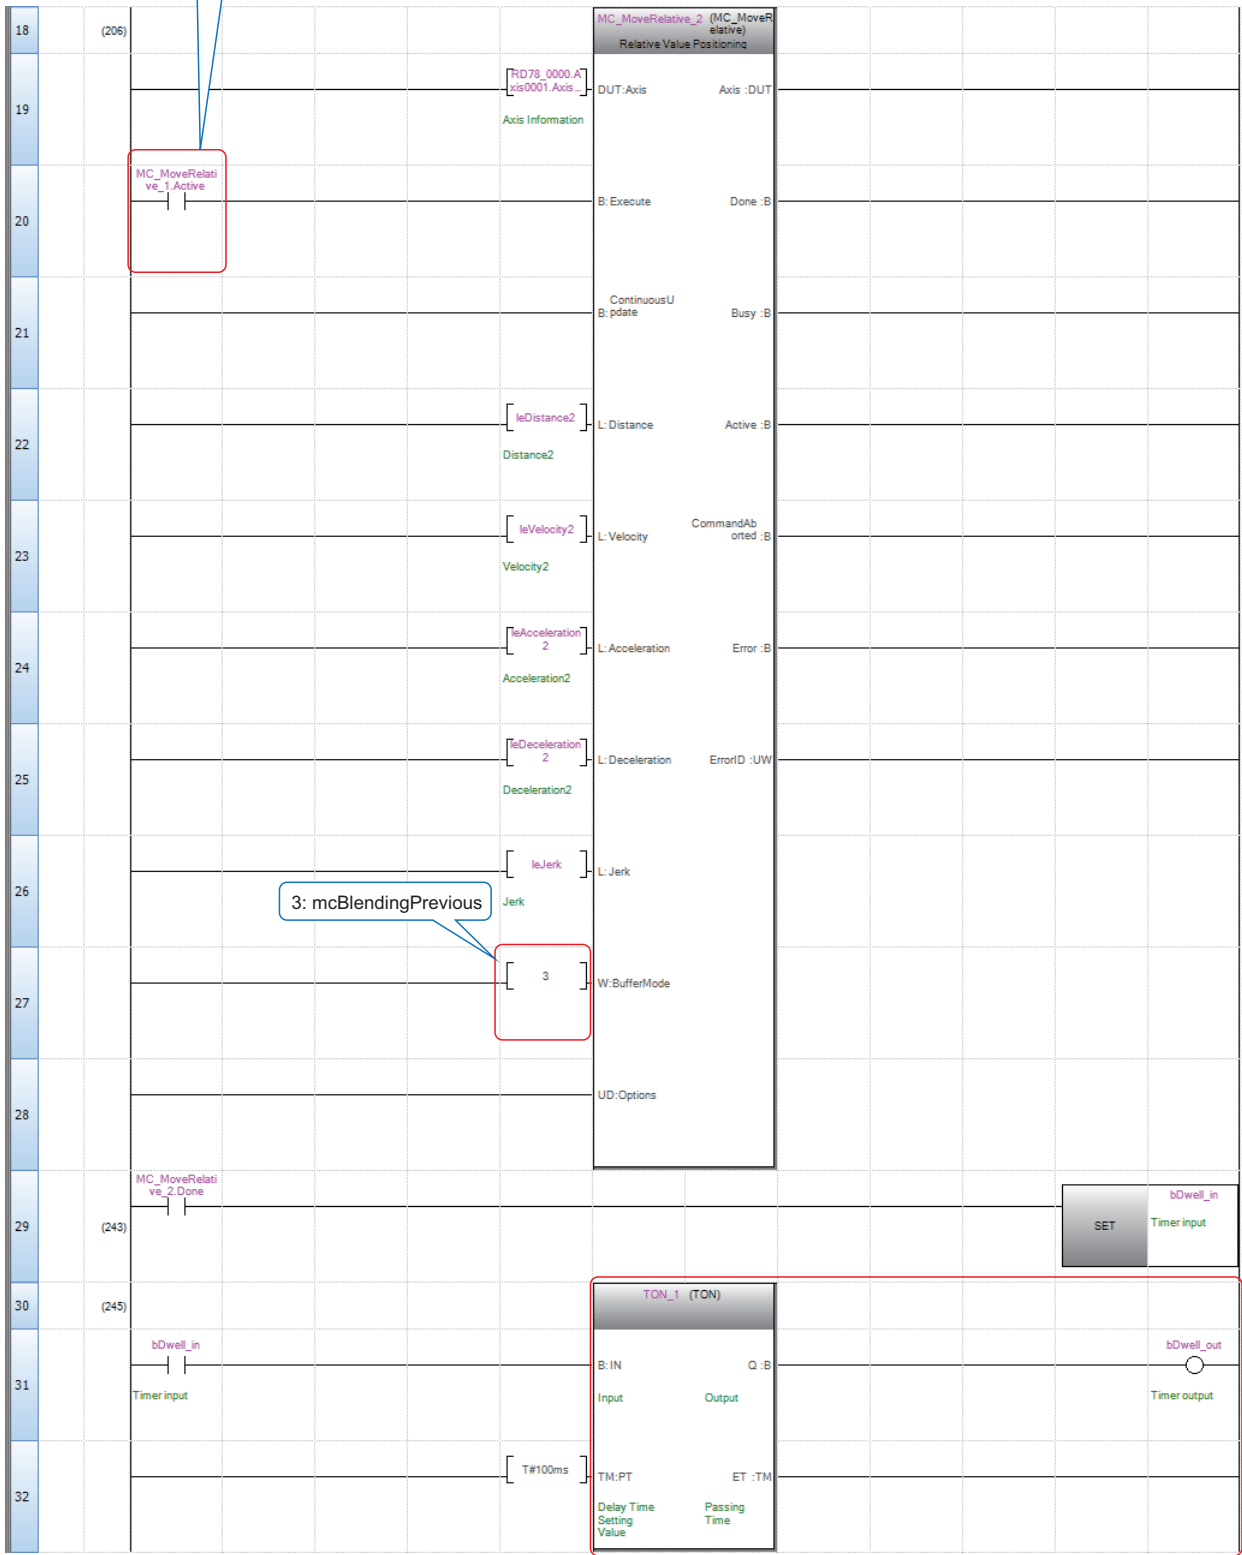 18
(206)
MC_MoveRelative_2 (MC_MoveR
elative)
Relative Value Positioning
19
RD78_0000.A
xis0001.Axis...
DUT:Axis
Axis :DUT
Axis Information
20
MC_MoveRelati
ve_1.Active
B: Execute
Done :B
21
ContinuousU
B: pdate
Busy :B
22
leDistance2
L: Distance
Active :B
Distance2
23
leVelocity2
L: Velocity
CommandAb
orted :B
Velocity2
24
leAcceleration
2
L: Acceleration
Error :B
Acceleration2
25
leDeceleration
2
L: Deceleration
ErrorID :UW
Deceleration2
26
leJerk
L: Jerk
Jerk
3: mcBlendingPrevious
27
3
W:BufferMode
28
UD:Options
29
(243)
MC_MoveRelati
ve_2.Done
SET
bDwell_in
Timer input
30
(245)
TON_1 (TON)
31
bDwell_in
Timer input
B: IN
Q :B
Input
Output
bDwell_out
Timer output
32
T#100ms
TM:PT
ET :TM
Delay Time
Setting
Value
Passing
Time